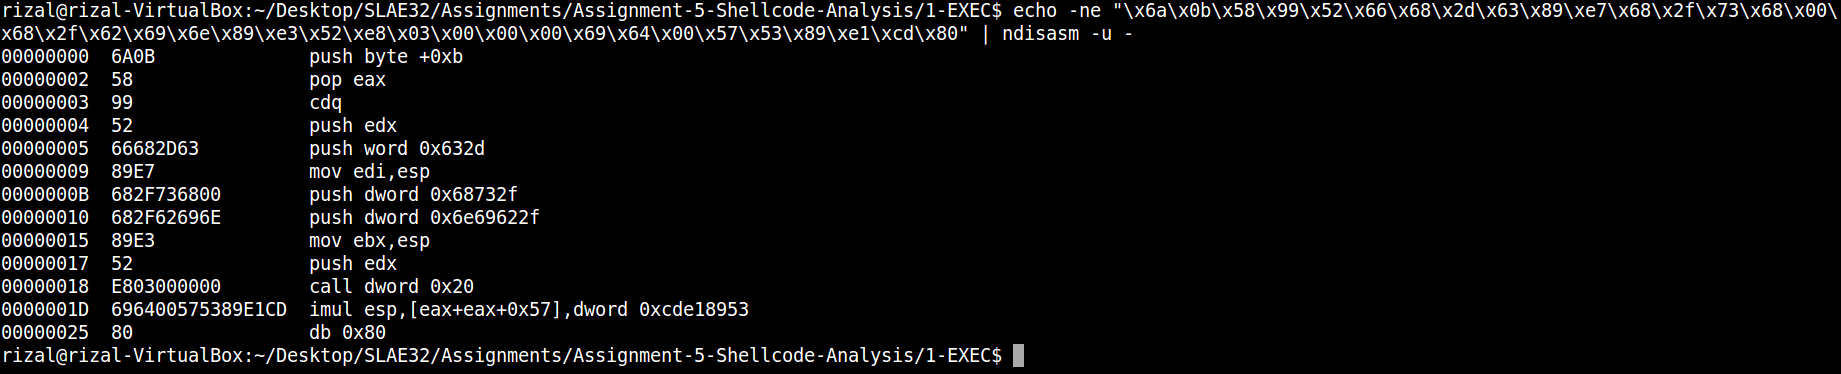 rizal@rizal-VirtualBox:~/Desktop/SLAE32/Assignments/Assignment-5-Shellcode-Analysis/1-EXEC$ echo -ne "\x6a\x0b\x58\x99\x52\x66\x68\x2d\x63\x89\xe7\x68\x2f\x73\x68\x00\
x68\x2f\x62\x69\x6e\x89\xe3\x52\xe8\x03\x00\x00\x00\x69\x64\x00\x57\x53\x89\xe1\xcd\x80" | ndisasm -u -
00000000  6A0B              push byte +0xb
00000002  58                pop eax
00000003  99                cdq
00000004  52                push edx
00000005  66682D63          push word 0x632d
00000009  89E7              mov edi,esp
0000000B  682F736800        push dword 0x68732f
00000010  682F62696E        push dword 0x6e69622f
00000015  89E3              mov ebx,esp
00000017  52                push edx
00000018  E803000000        call dword 0x20
0000001D  696400575389E1CD  imul esp,[eax+eax+0x57],dword 0xcde18953
00000025  80                db 0x80
rizal@rizal-VirtualBox:~/Desktop/SLAE32/Assignments/Assignment-5-Shellcode-Analysis/1-EXEC$